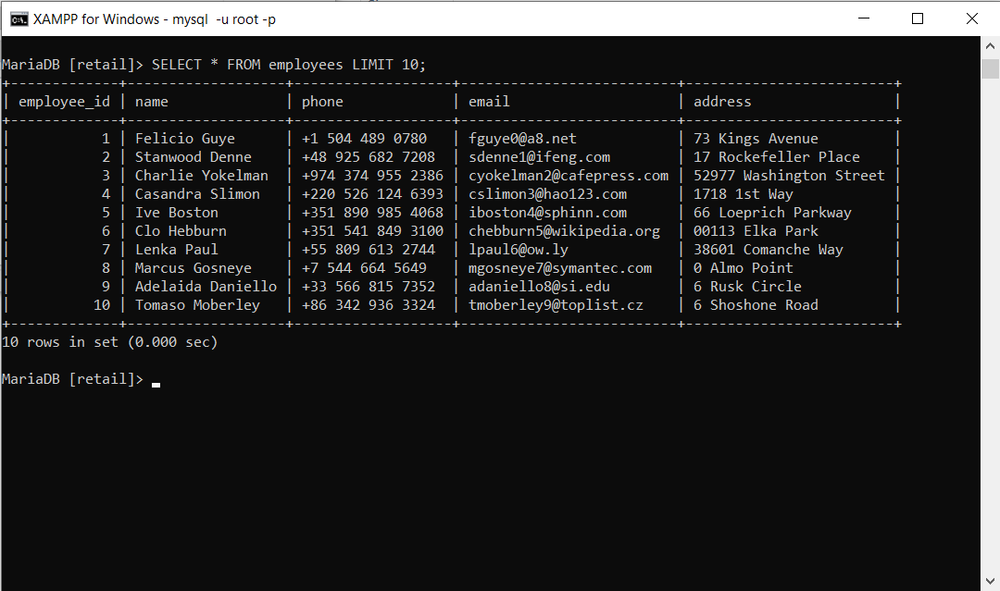 XAMPP for Windows - mysql  -u root -p
MariaDB [retail]> SELECT * FROM employees LIMIT 10;
+-------------+-------------------+-------------------+--------------------------+-------------------------+
| employee_id | name              | phone             | email                    | address                 |
+-------------+-------------------+-------------------+--------------------------+-------------------------+
|           1 | Felicio Guye      | +1 504 489 0780   | fguye0@a8.net            | 73 Kings Avenue         |
|           2 | Stanwood Denne    | +48 925 682 7208  | sdenne1@ifeng.com        | 17 Rockefeller Place    |
|           3 | Charlie Yokelman  | +974 374 955 2386 | cyokelman2@cafepress.com | 52977 Washington Street |
|           4 | Casandra Slimon   | +220 526 124 6393 | cslimon3@hao123.com      | 1718 1st Way            |
|           5 | Ive Boston        | +351 890 985 4068 | iboston4@sphinn.com      | 66 Loeprich Parkway     |
|           6 | Clo Hebburn       | +351 541 849 3100 | chebburn5@wikipedia.org  | 00113 Elka Park         |
|           7 | Lenka Paul        | +55 809 613 2744  | lpaul6@ow.ly             | 38601 Comanche Way      |
|           8 | Marcus Gosneye    | +7 544 664 5649   | mgosneye7@symantec.com   | 0 Almo Point            |
|           9 | Adelaida Daniello | +33 566 815 7352  | adaniello8@si.edu        | 6 Rusk Circle           |
|          10 | Tomaso Moberley   | +86 342 936 3324  | tmoberley9@toplist.cz    | 6 Shoshone Road         |
+-------------+-------------------+-------------------+--------------------------+-------------------------+
10 rows in set (0.000 sec)
MariaDB [retail]> _